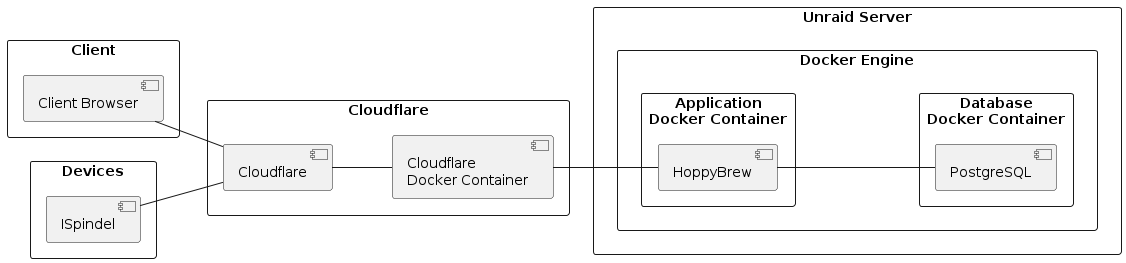 Client
Client Browser
Devices
ISpindel
Cloudflare
Cloudflare
Cloudflare
Docker Container
Unraid Server
Docker Engine
Application
Docker Container
HoppyBrew
Database
Docker Container
PostgreSQL